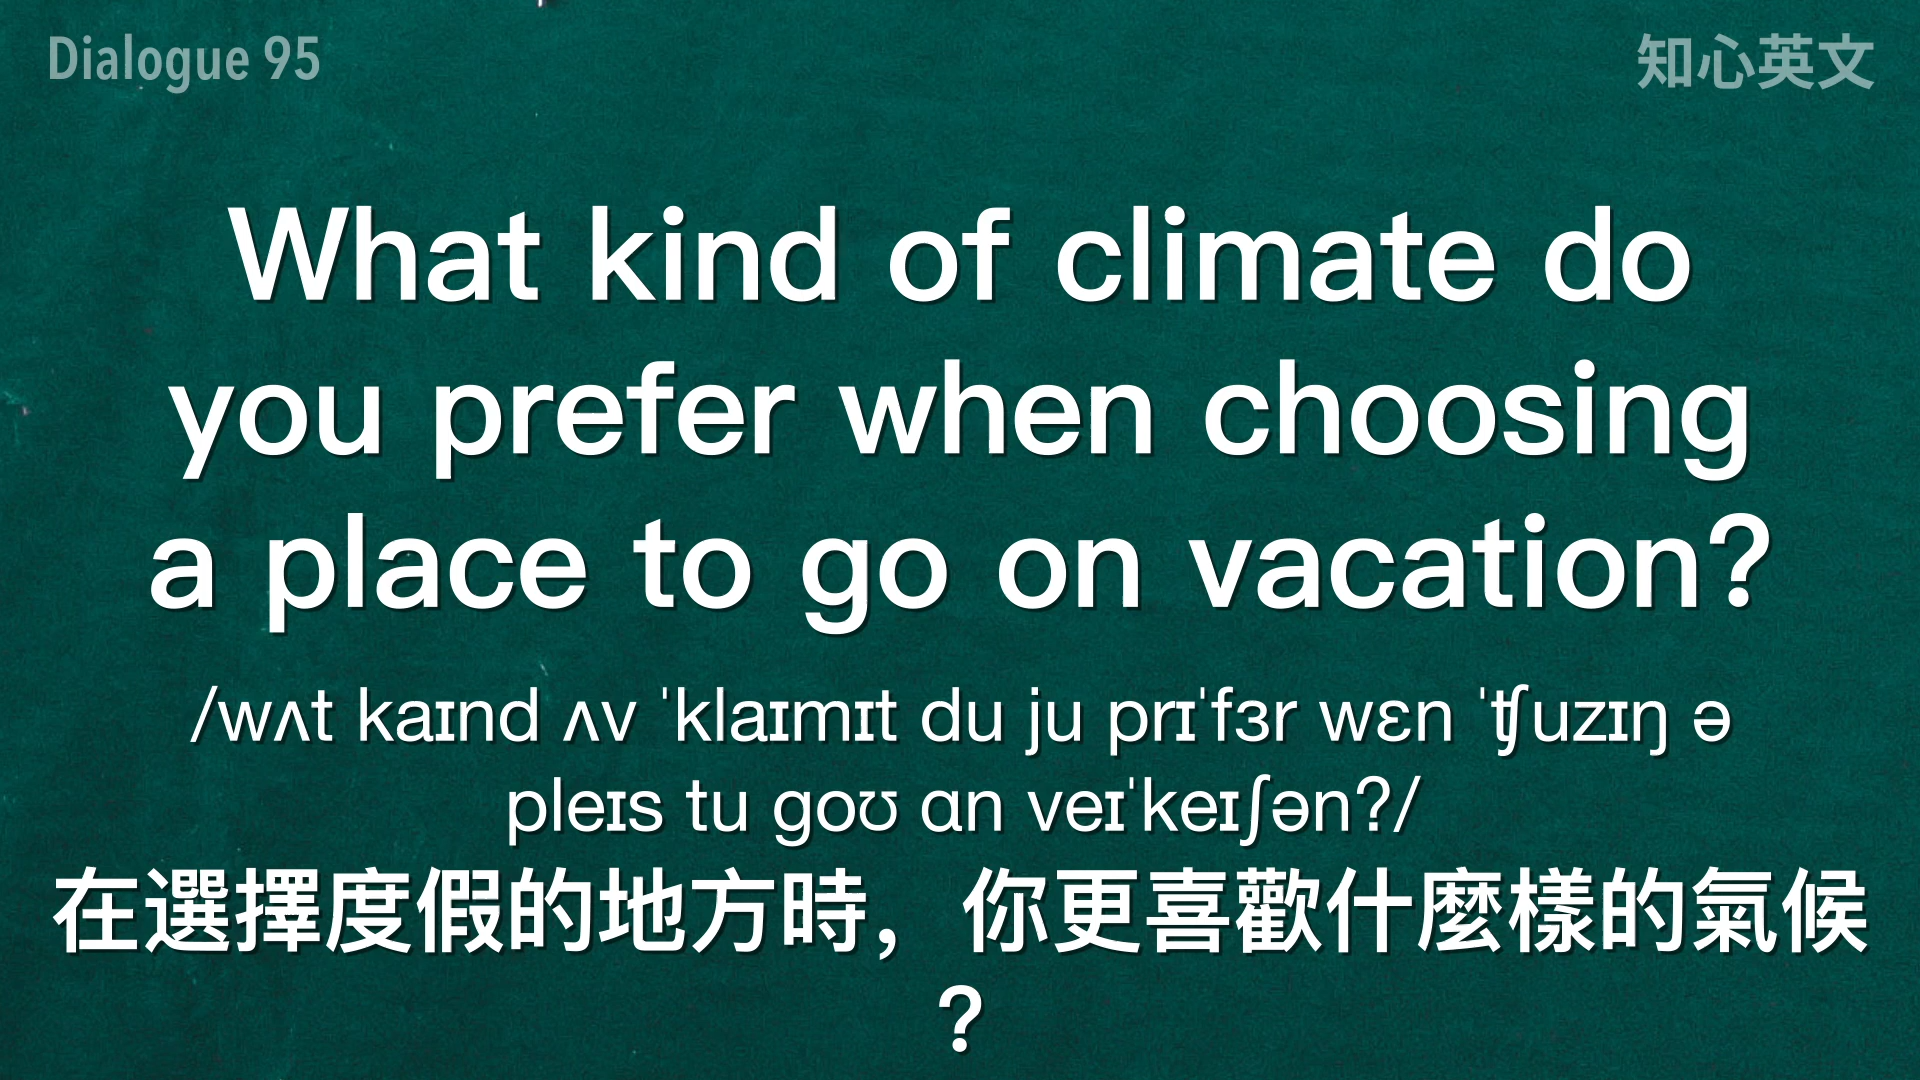 Dialogue 95
知心英文
What kind of climate do
you prefer when choosing
a place to go on vacation?
/wʌt kaɪnd ʌv ˈklaɪmɪt du ju prɪˈfɜr wɛn ˈʧuzɪŋ ə
pleɪs tu goʊ ɑn veɪˈkeɪʃən?/
在選擇度假的地方時，你更喜歡什麼樣的氣候
?